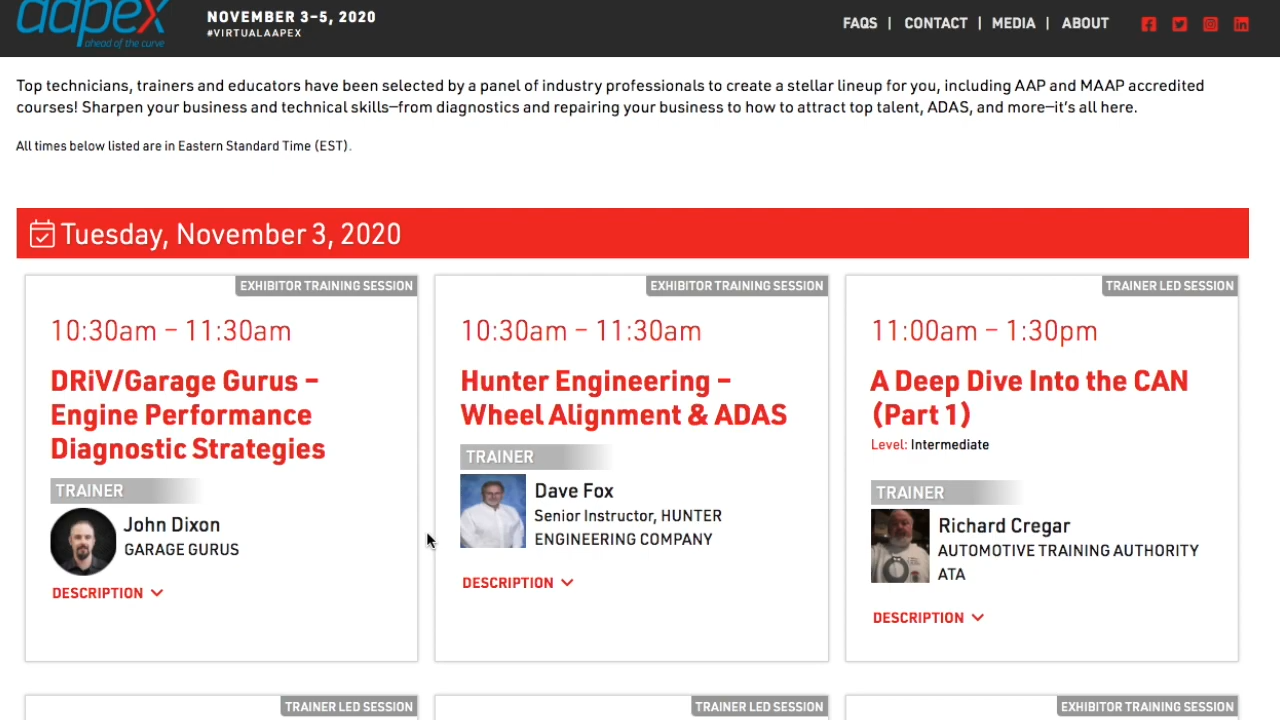 aapex
ahead of the curve
NOVEMBER 3–5, 2020
#VIRTUALAAPEX
FAQS | CONTACT | MEDIA | ABOUT
Top technicians, trainers and educators have been selected by a panel of industry professionals to create a stellar lineup for you, including AAP and MAAP accredited
courses! Sharpen your business and technical skills—from diagnostics and repairing your business to how to attract top talent, ADAS, and more—it's all here.
All times below listed are in Eastern Standard Time (EST).
Tuesday, November 3, 2020
EXHIBITOR TRAINING SESSION
10:30am – 11:30am
DRiV/Garage Gurus –
Engine Performance
Diagnostic Strategies
TRAINER
John Dixon
GARAGE GURUS
DESCRIPTION
EXHIBITOR TRAINING SESSION
10:30am – 11:30am
Hunter Engineering –
Wheel Alignment & ADAS
TRAINER
Dave Fox
Senior Instructor, HUNTER
ENGINEERING COMPANY
DESCRIPTION
TRAINER LED SESSION
11:00am – 1:30pm
A Deep Dive Into the CAN
(Part 1)
Level: Intermediate
TRAINER
Richard Cregar
AUTOMOTIVE TRAINING AUTHORITY
ATA
DESCRIPTION
TRAINER LED SESSION
TRAINER LED SESSION
EXHIBITOR TRAINING SESSION